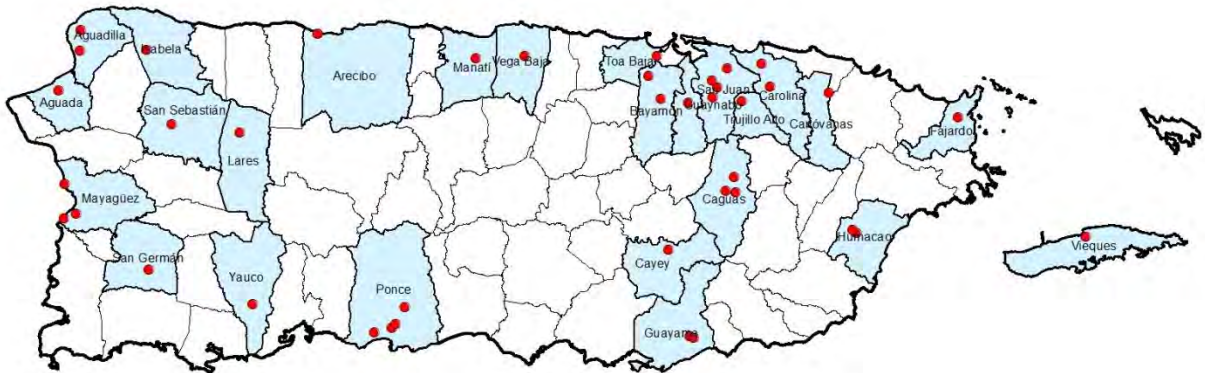 Aguadilla
Isabela
Aguada
San Sebastián
Lares
Mayagüez
San Germán
Yauco
Arecibo
Manatí
Vega Baja
Ponce
Toa Baja
Bayamón
Guaynabo
San Juan
Carolina
Trujillo Alto
Canóvanas
Caguas
Cayey
Guayama
Humacao
Fajardo
Vieques